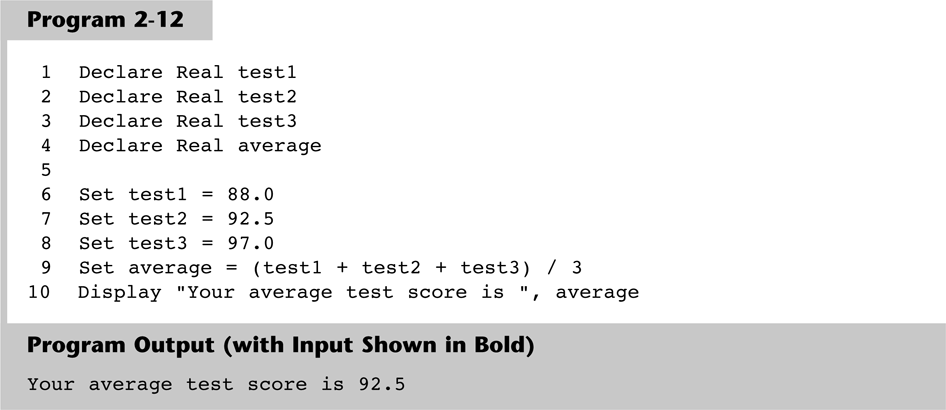 Program 2-12
1 Declare Real test1
2 Declare Real test2
3 Declare Real test3
4 Declare Real average
5
6 Set test1 = 88.0
7 Set test2 = 92.5
8 Set test3 = 97.0
9 Set average = (test1 + test2 + test3) / 3
10 Display "Your average test score is ", average
Program Output (with Input Shown in Bold)
Your average test score is 92.5